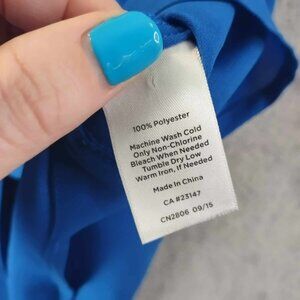 100% Polyester
Machine Wash Cold
Only Non-Chlorine
Bleach When Needed
Tumble Dry Low
Warm Iron, If Needed
Made In China
CA #23147
CN2806 09/15